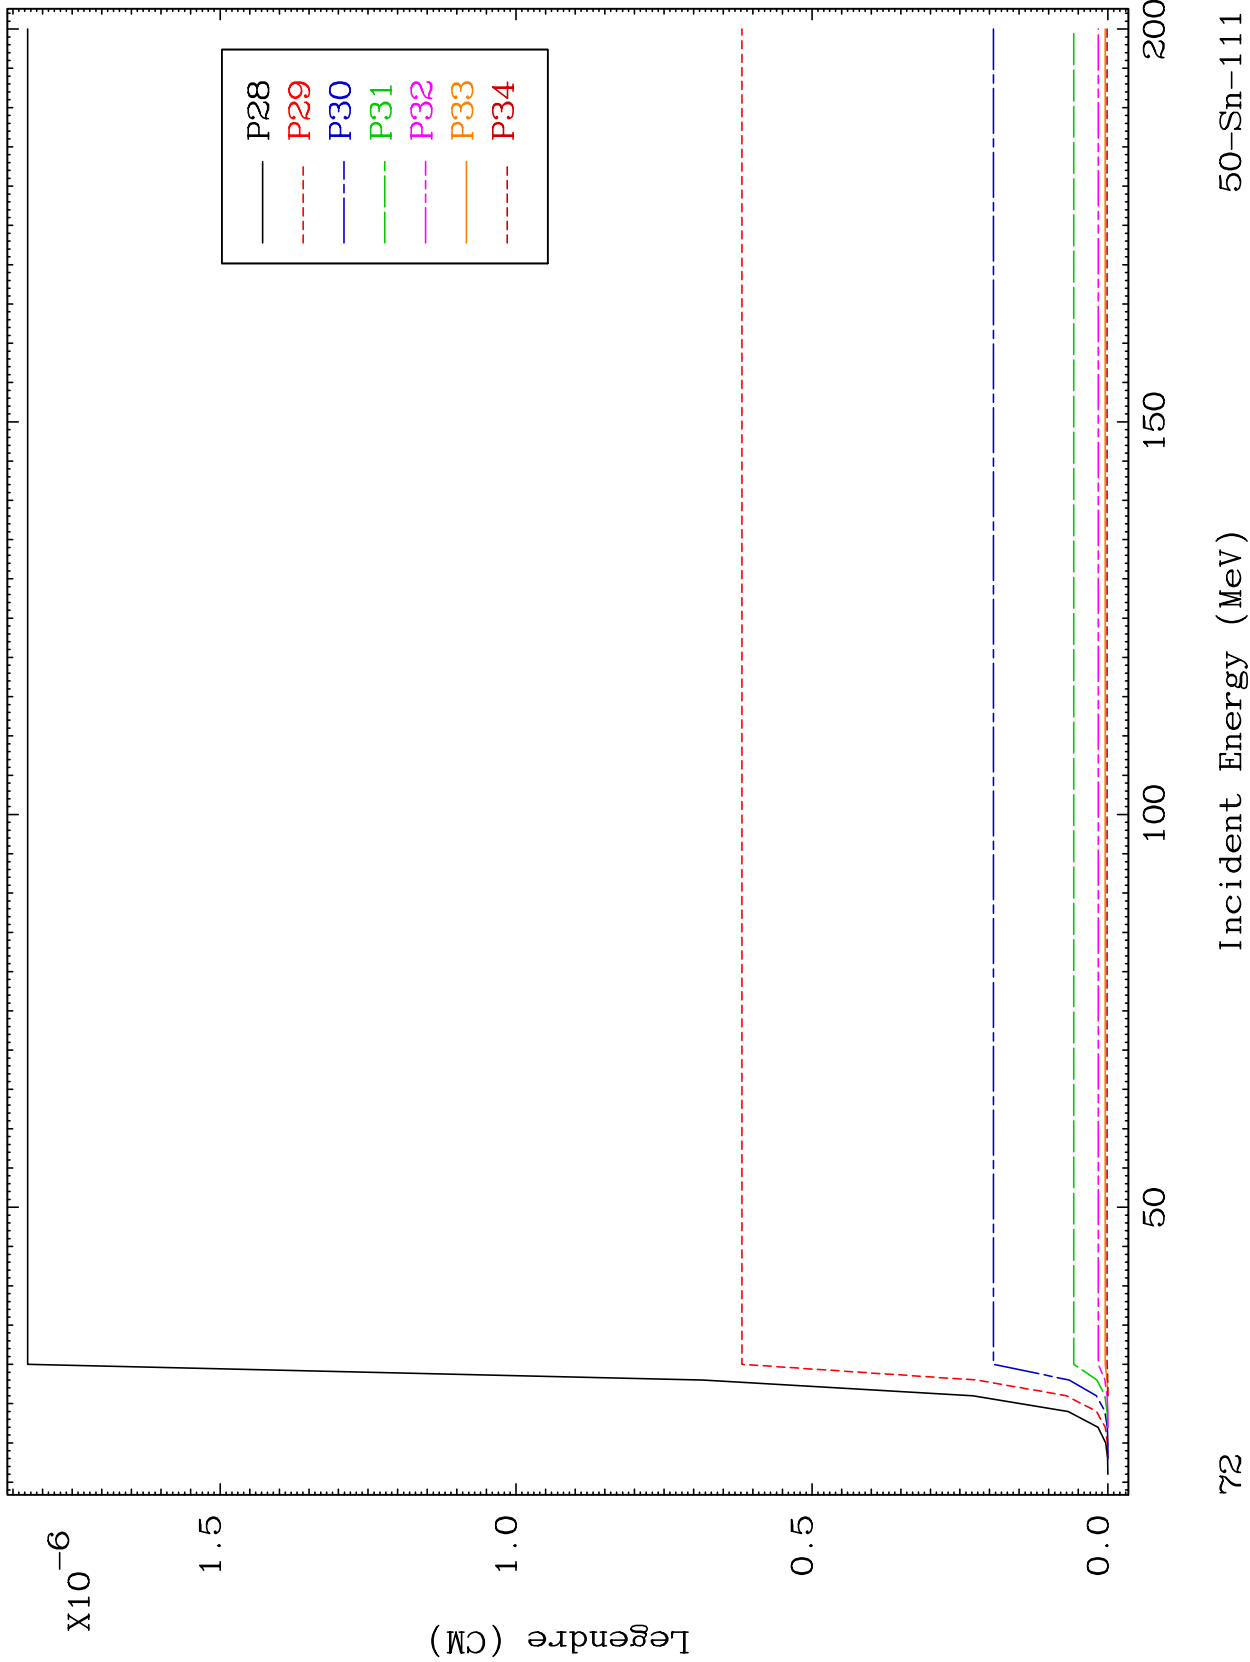 X10-6
1.5
1.0
0.5
0.0
Legendre (CM)
P28
P29
P30
P31
P32
P33
P34
50
100
150
200
Incident Energy (MeV)
72
50-Sn-111